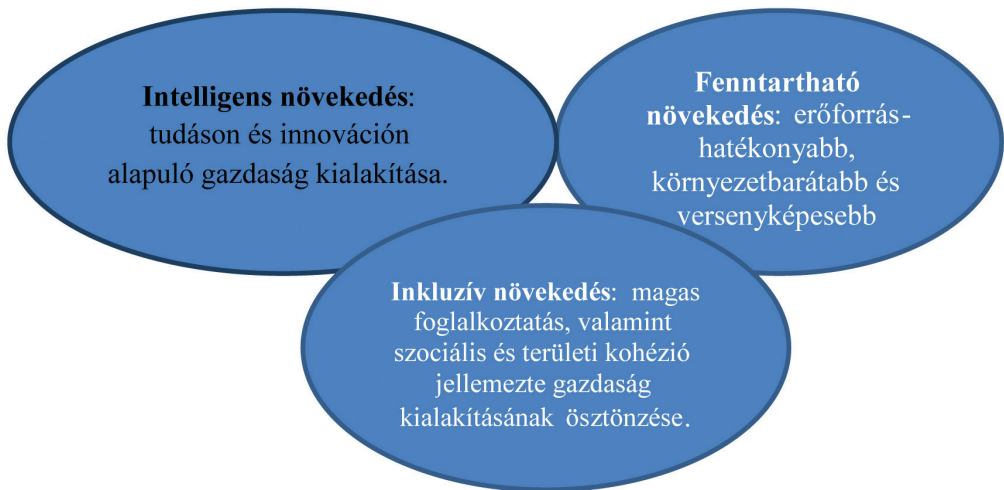 Intelligens növekedés:
tudáson és innováción
alapuló gazdaság kialakítása.
Fenntartható
növekedés: erőforrás-
hatékonyabb,
környezetbarátabb és
versenyképesebb
Inkluzív növekedés: magas
foglalkoztatás, valamint
szociális és területi kohézió
jellemezte gazdaság
kialakításának ösztönzése.